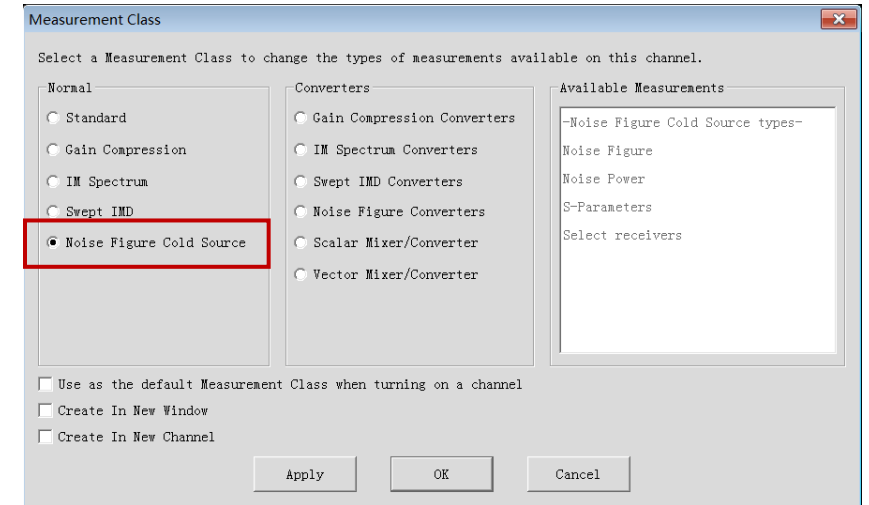 Measurement Class
Select a Measurement Class to change the types of measurements available on this channel.
Normal
Standard
Gain Compression
IM Spectrum
Swept IMD
Noise Figure Cold Source
Converters
Gain Compression Converters
IM Spectrum Converters
Swept IMD Converters
Noise Figure Converters
Scalar Mixer/Converter
Vector Mixer/Converter
Available Measurements
-Noise Figure Cold Source types-
Noise Figure
Noise Power
S-Parameters
Select receivers
Use as the default Measurement Class when turning on a channel
Create In New Window
Create In New Channel
Apply
OK
Cancel